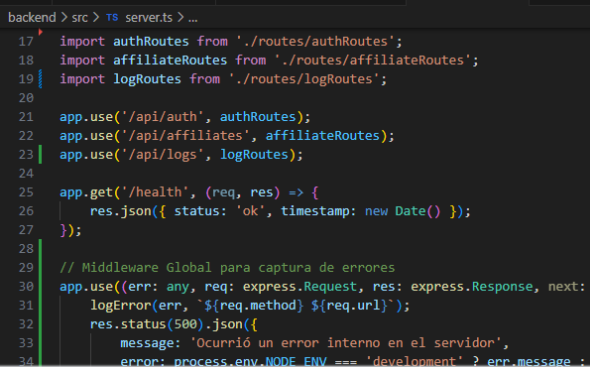 backend > src > TS server.ts > ...
17 import authRoutes from './routes/authRoutes';
18 import affiliateRoutes from './routes/affiliateRoutes';
19 import logRoutes from './routes/logRoutes';
20
21 app.use('/api/auth', authRoutes);
22 app.use('/api/affiliates', affiliateRoutes);
23 app.use('/api/logs', logRoutes);
24
25 app.get('/health', (req, res) => {
26     res.json({ status: 'ok', timestamp: new Date() });
27 });
28
29 // Middleware Global para captura de errores
30 app.use((err: any, req: express.Request, res: express.Response, next:
31     logError(err, `${req.method} ${req.url}`);
32     res.status(500).json({
33         message: 'Ocurrió un error interno en el servidor',
34         error: process.env.NODE_ENV === 'development' ? err.message :